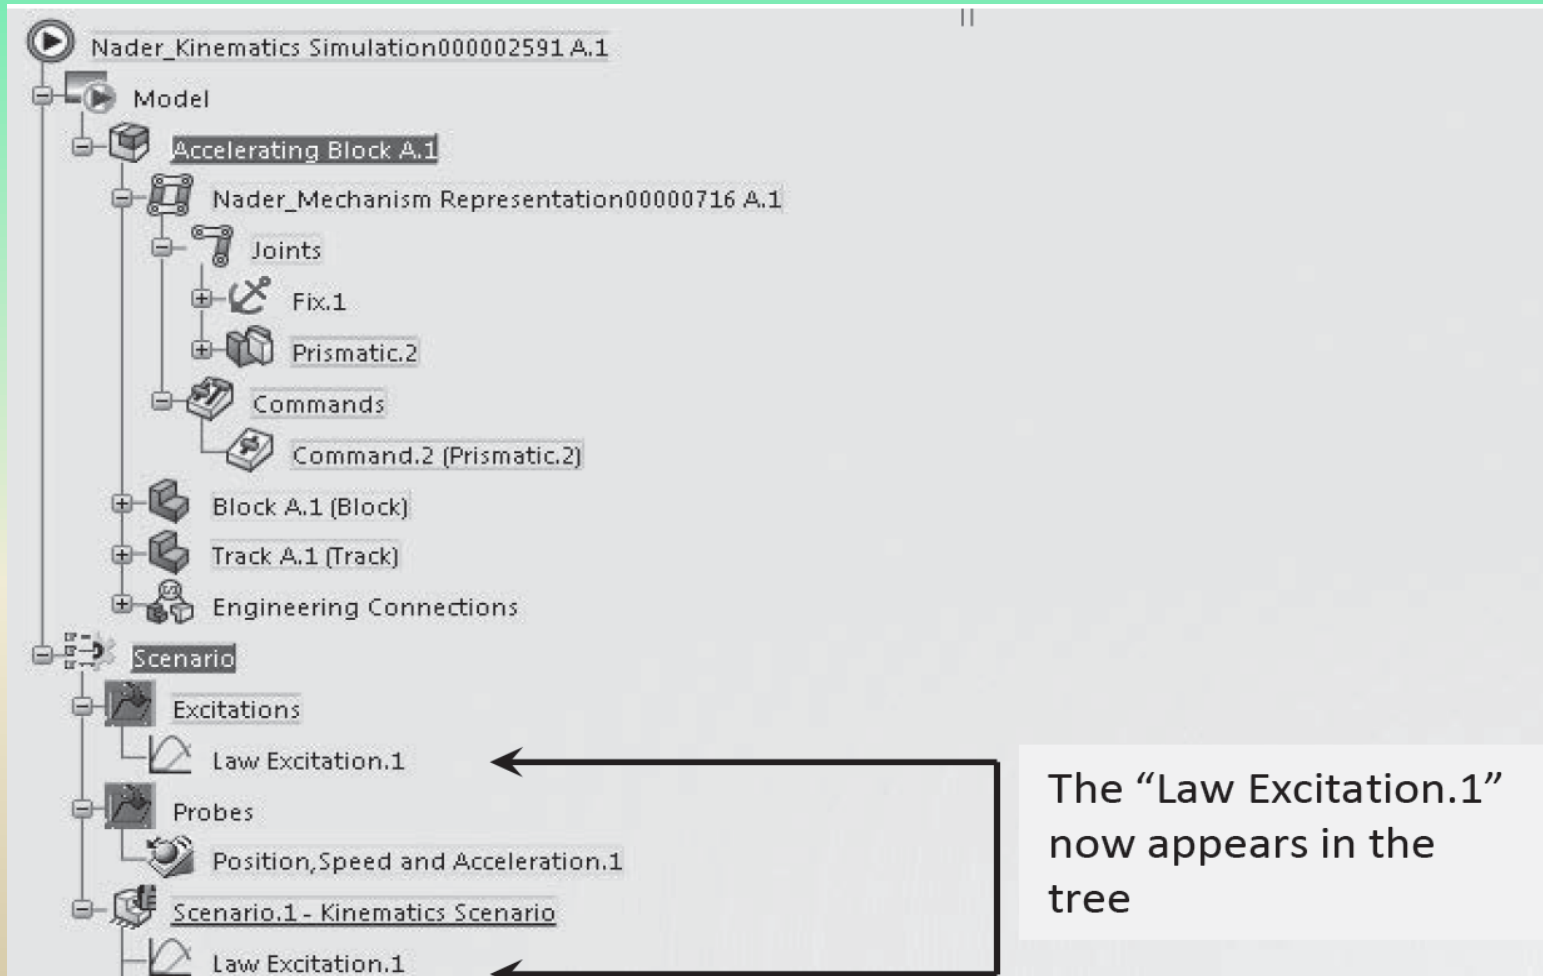 Nader_Kinematics Simulation000002591 A.1
Model
Accelerating Block A.1
Nader_Mechanism Representation00000716 A.1
Joints
Fix.1
Prismatic.2
Commands
Command.2 (Prismatic.2)
Block A.1 (Block)
Track A.1 (Track)
Engineering Connections
Scenario
Excitations
Law Excitation.1
Probes
Position,Speed and Acceleration.1
Scenario.1 - Kinematics Scenario
Law Excitation.1
The “Law Excitation.1”
now appears in the
tree